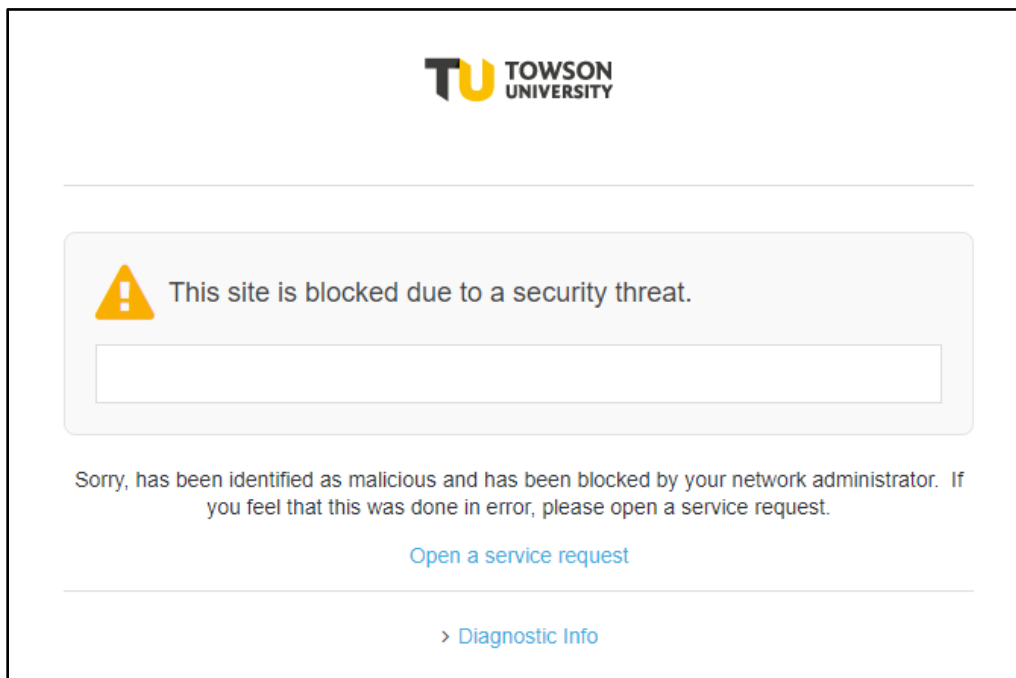 TU TOWSON
UNIVERSITY
This site is blocked due to a security threat.
Sorry, has been identified as malicious and has been blocked by your network administrator. If
you feel that this was done in error, please open a service request.
Open a service request
> Diagnostic Info